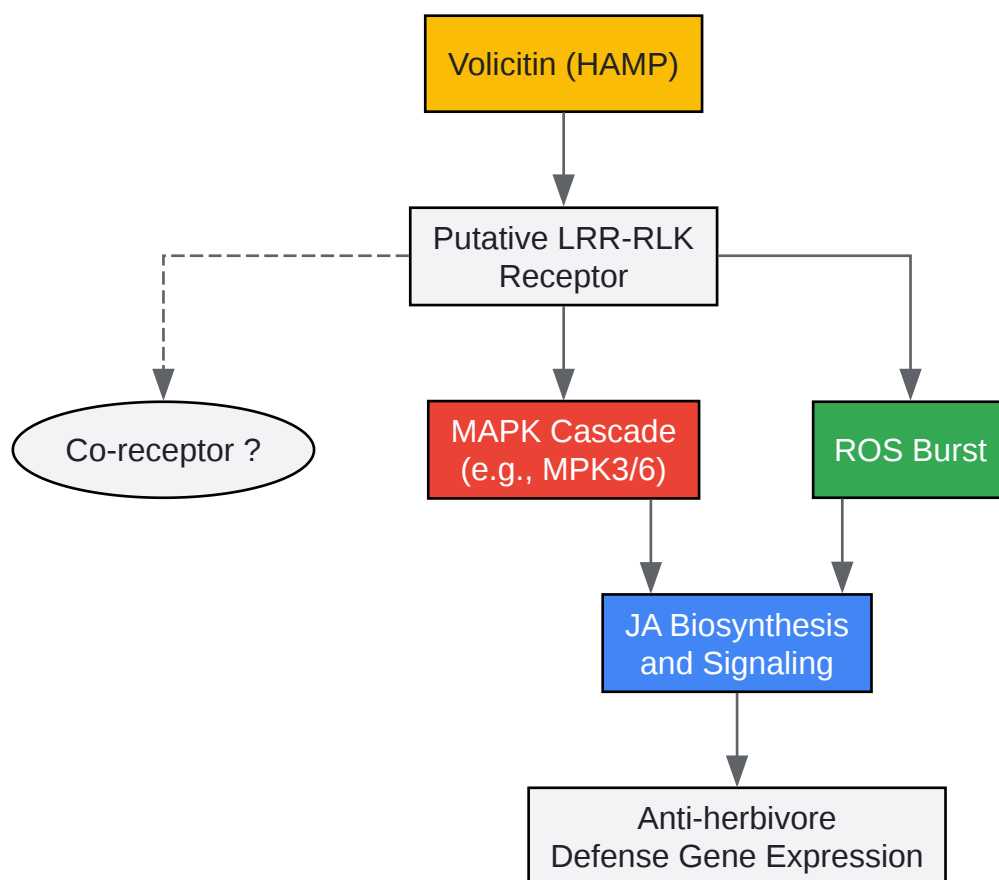 Volicitin (HAMP)
Putative LRR-RLK
Receptor
Co-receptor ?
MAPK Cascade
(e.g., MPK3/6)
ROS Burst
JA Biosynthesis
and Signaling
Anti-herbivore
Defense Gene Expression